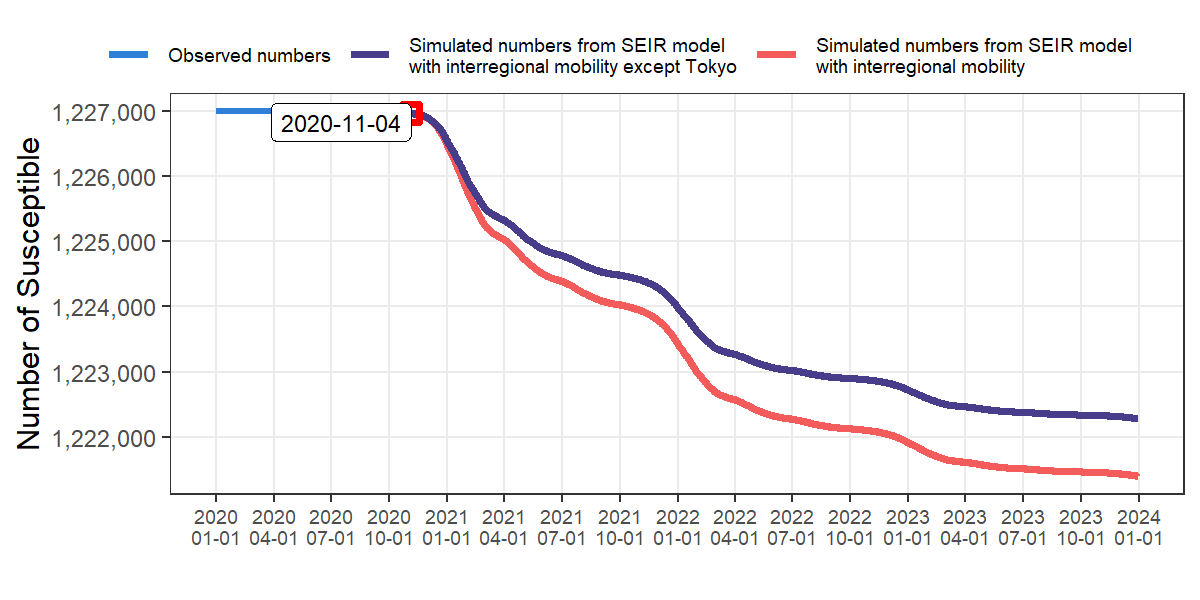 Observed numbers
Simulated numbers from SEIR model
with interregional mobility except Tokyo
Simulated numbers from SEIR model
with interregional mobility
Number of Susceptible
1,227,000
1,226,000
1,225,000
1,224,000
1,223,000
1,222,000
2020-11-04
2020 2020 2020 2020 2021 2021 2021 2021 2022 2022 2022 2022 2023 2023 2023 2023 2024
01-01 04-01 07-01 10-01 01-01 04-01 07-01 10-01 01-01 04-01 07-01 10-01 01-01 04-01 07-01 10-01 01-01